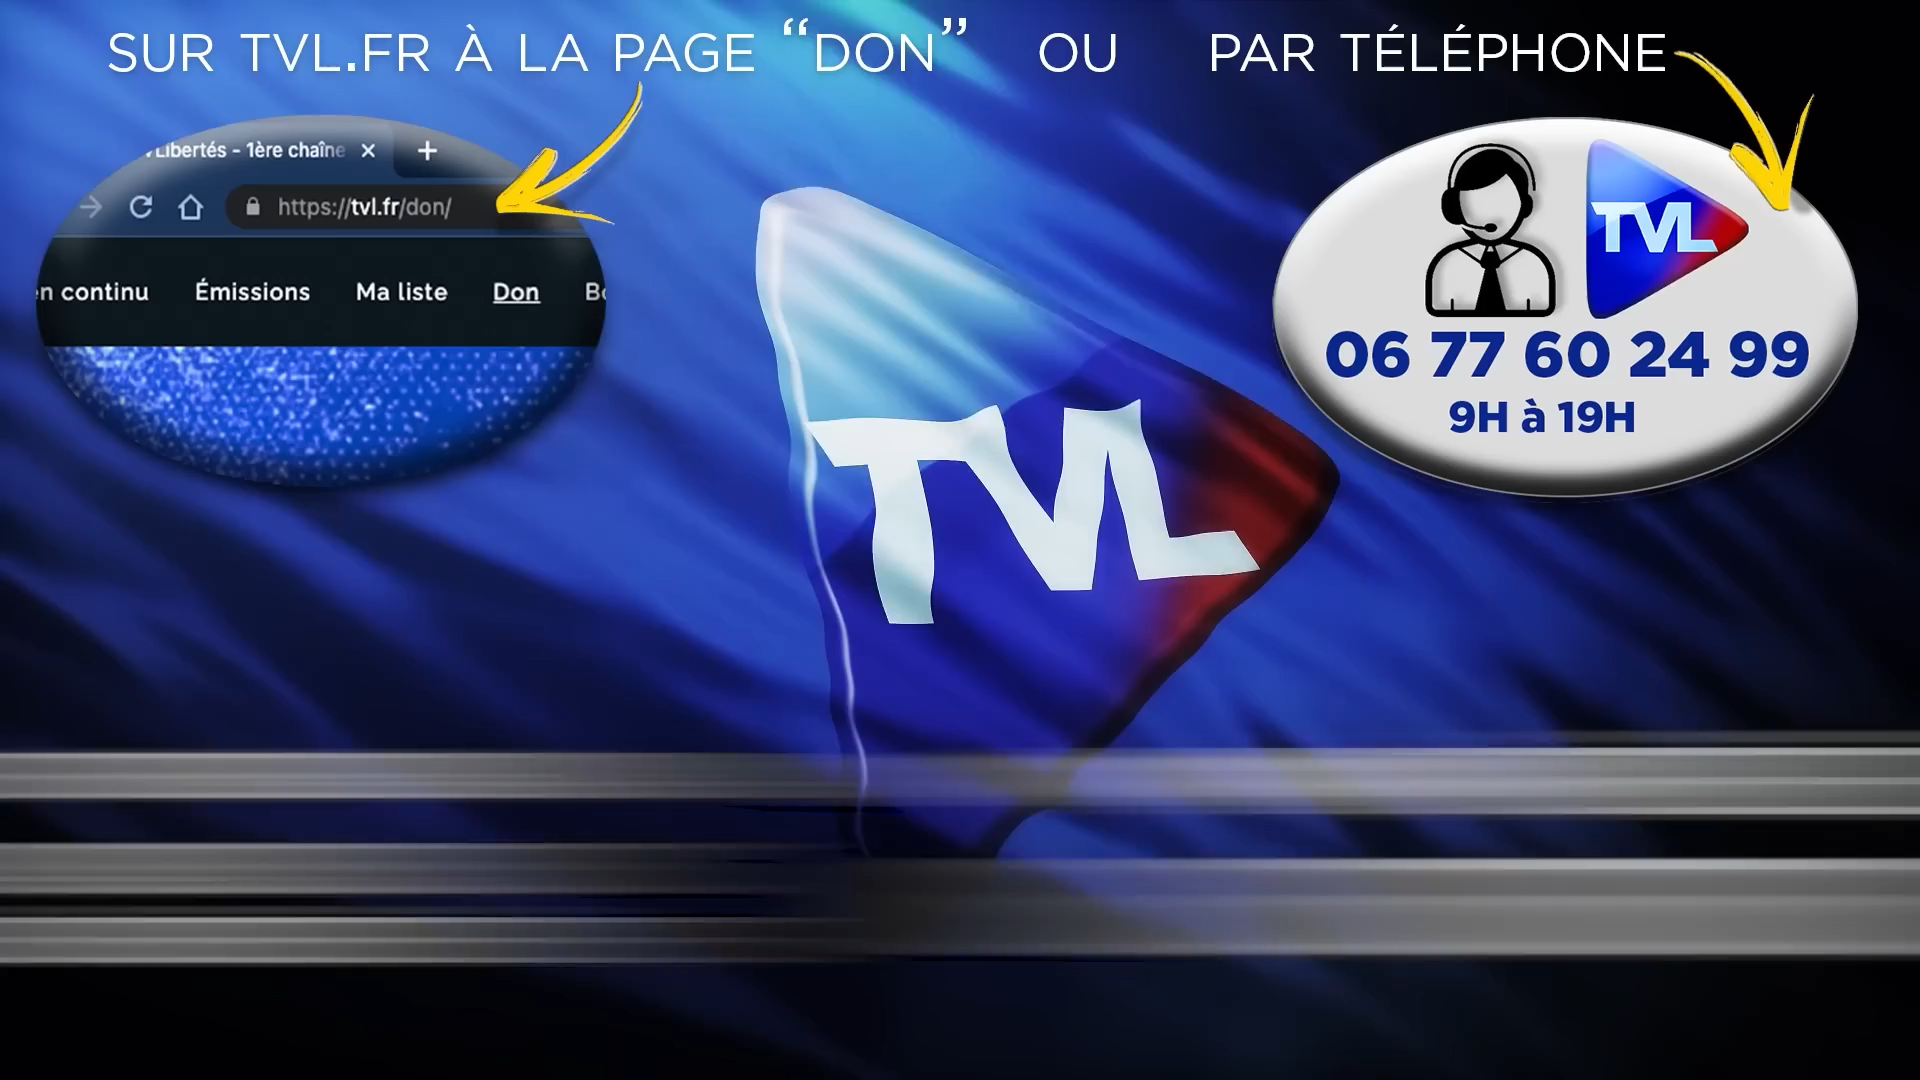 SUR TVL.FR À LA PAGE “DON” OU PAR TÉLÉPHONE
Libertés - 1ère chaîne
https://tvl.fr/don/
n continu Émissions Ma liste Don
TVL
06 77 60 24 99
9H à 19H
TVL